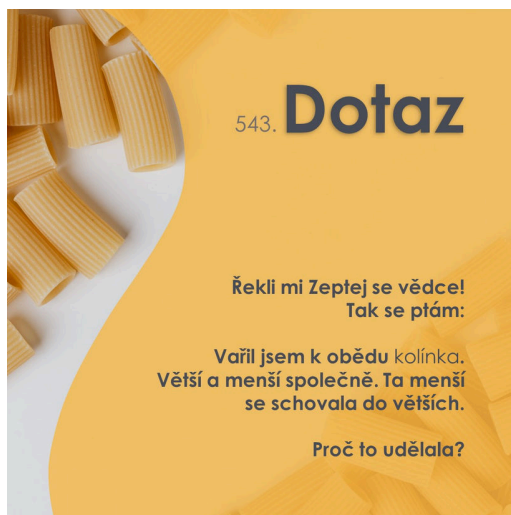 543. Dotaz
Řekli mi Zeptej se vědce!
Tak se ptám:
Vařil jsem k obědu kolínka.
Větší a menší společně. Ta menší
se schovala do větších.
Proč to udělala?